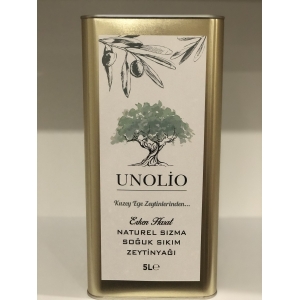 UNOLİO
Kuzey Ege Zeytinlerinden...
Erken Hasat
NATUREL SIZMA
SOĞUK SIKIM
ZEYTİNYAĞI
5L℮